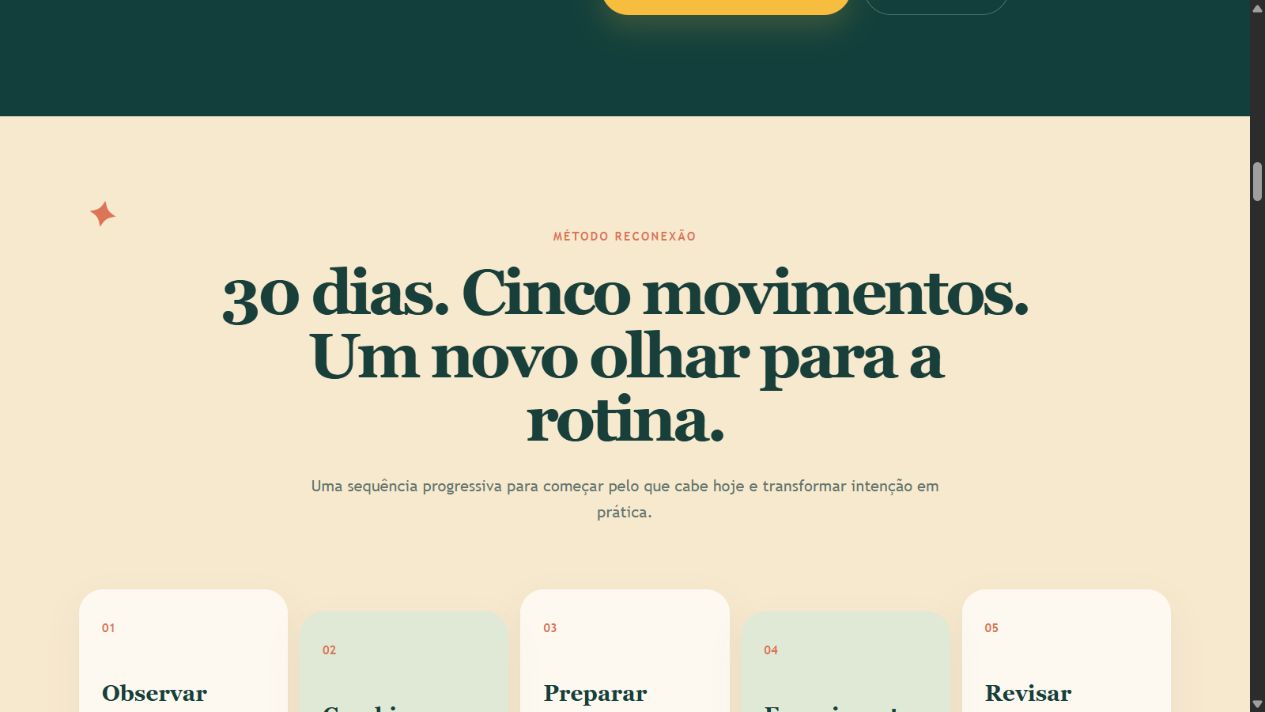 MÉTODO RECONEXÃO
30 dias. Cinco movimentos.
Um novo olhar para a
rotina.
Uma sequência progressiva para começar pelo que cabe hoje e transformar intenção em
prática.
01
Observar
02
03
Preparar
04
05
Revisar